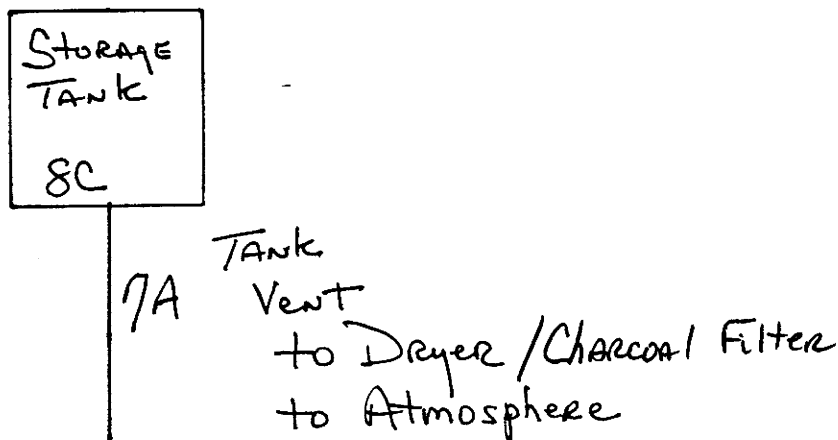 Storage
Tank
8C
7A
Tank
Vent
to Dryer / Charcoal Filter
to Atmosphere